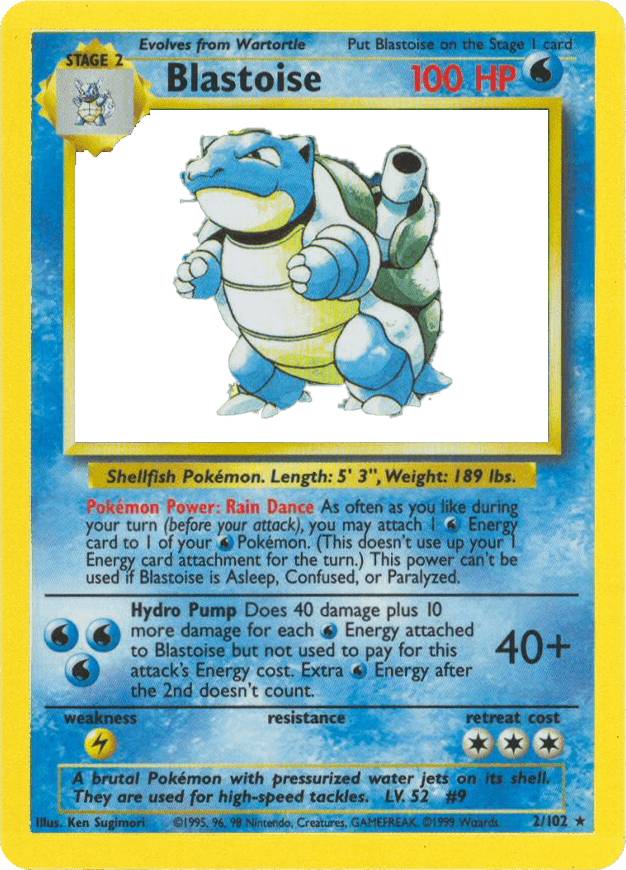 Evolves from Wartortle Put Blastoise on the Stage 1 card
STAGE 2
Blastoise 100 HP
Shellfish Pokémon. Length: 5' 3", Weight: 189 lbs.
Pokémon Power: Rain Dance As often as you like during
your turn (before your attack), you may attach 1 Energy
card to 1 of your Pokémon. (This doesn't use up your 1
Energy card attachment for the turn.) This power can't be
used if Blastoise is Asleep, Confused, or Paralyzed.
Hydro Pump Does 40 damage plus 10
more damage for each Energy attached
to Blastoise but not used to pay for this
attack's Energy cost. Extra Energy after
the 2nd doesn't count.
40+
weakness resistance retreat cost
A brutal Pokémon with pressurized water jets on its shell.
They are used for high-speed tackles. LV. 52 #9
Illus. Ken Sugimori ©1995, 96, 98 Nintendo, Creatures, GAMEFREAK. ©1999 Wizards. 2/102 ★